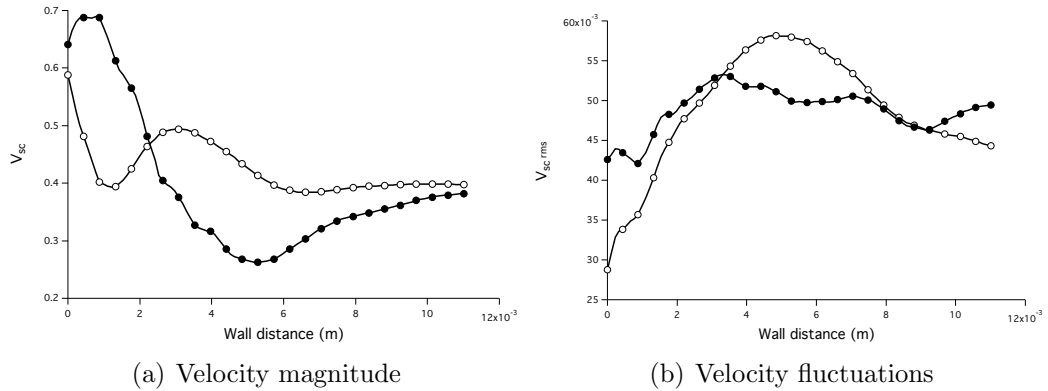 0.7
0.6
0.5
0.4
0.3
0.2
V_sc
0
2
4
6
8
10
12x10^-3
Wall distance (m)
(a) Velocity magnitude
60x10^-3
55
50
45
40
35
30
25
V_sc rms
0
2
4
6
8
10
12x10^-3
Wall distance (m)
(b) Velocity fluctuations